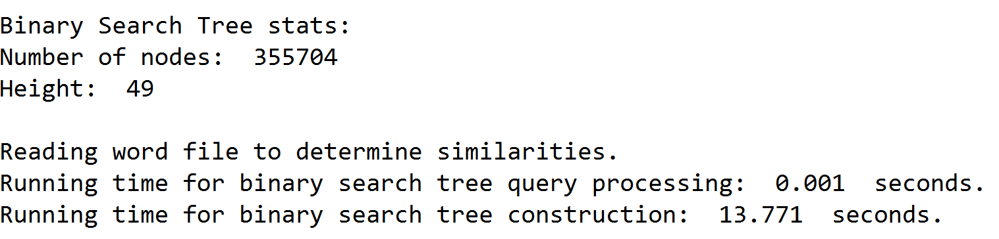 Binary Search Tree stats:
Number of nodes:  355704
Height:  49
Reading word file to determine similarities.
Running time for binary search tree query processing:  0.001  seconds.
Running time for binary search tree construction:  13.771  seconds.